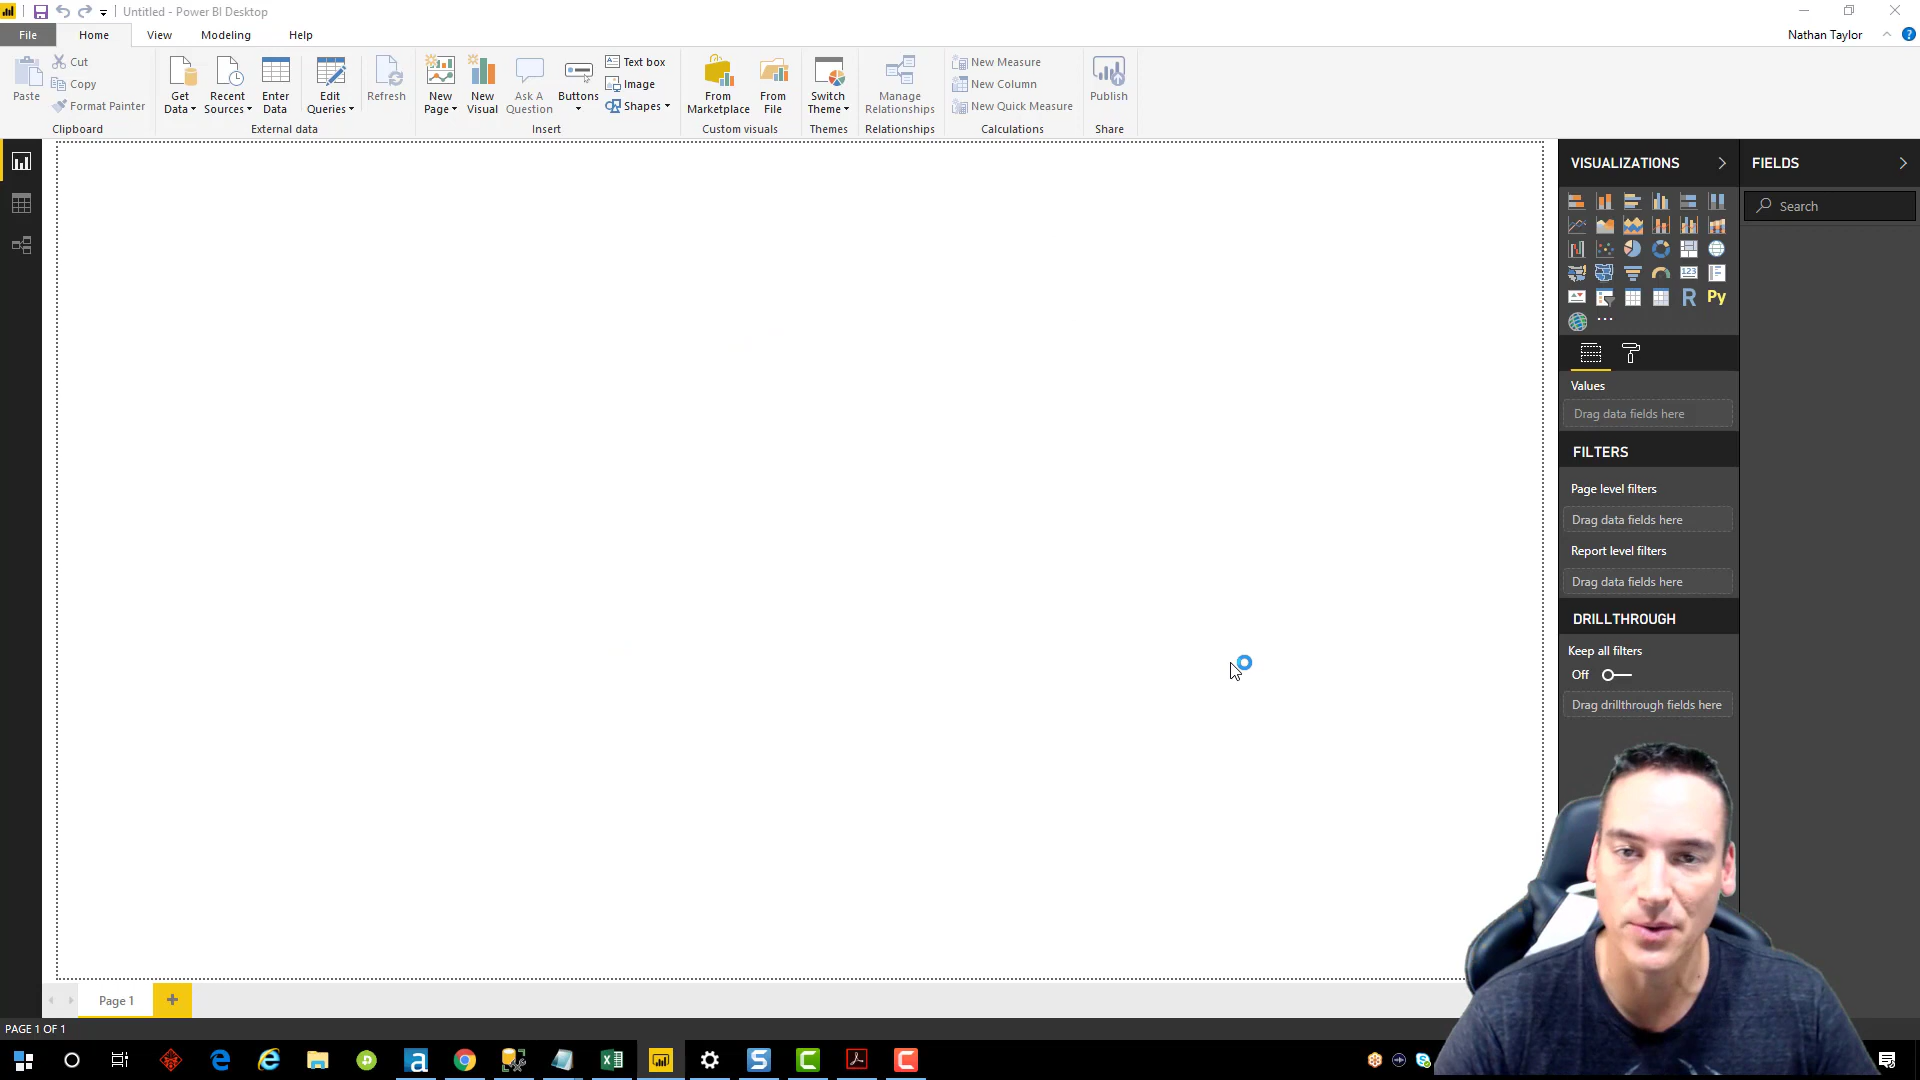 Untitled - Power BI Desktop
File
Home
View
Modeling
Help
Nathan Taylor
?
Paste
Cut
Copy
Format Painter
Clipboard
Get Data
Recent Sources
Enter Data
Edit Queries
External data
Refresh
New Page
New Visual
Ask A Question
Buttons
Text box
Image
Shapes
Insert
From Marketplace
From File
Custom visuals
Switch Theme
Themes
Manage Relationships
Relationships
New Measure
New Column
New Quick Measure
Calculations
Publish
Share
VISUALIZATIONS
FIELDS
Search
123
R
Py
Values
Drag data fields here
FILTERS
Page level filters
Drag data fields here
Report level filters
Drag data fields here
DRILLTHROUGH
Keep all filters
Off
Drag drillthrough fields here
Page 1
+
PAGE 1 OF 1